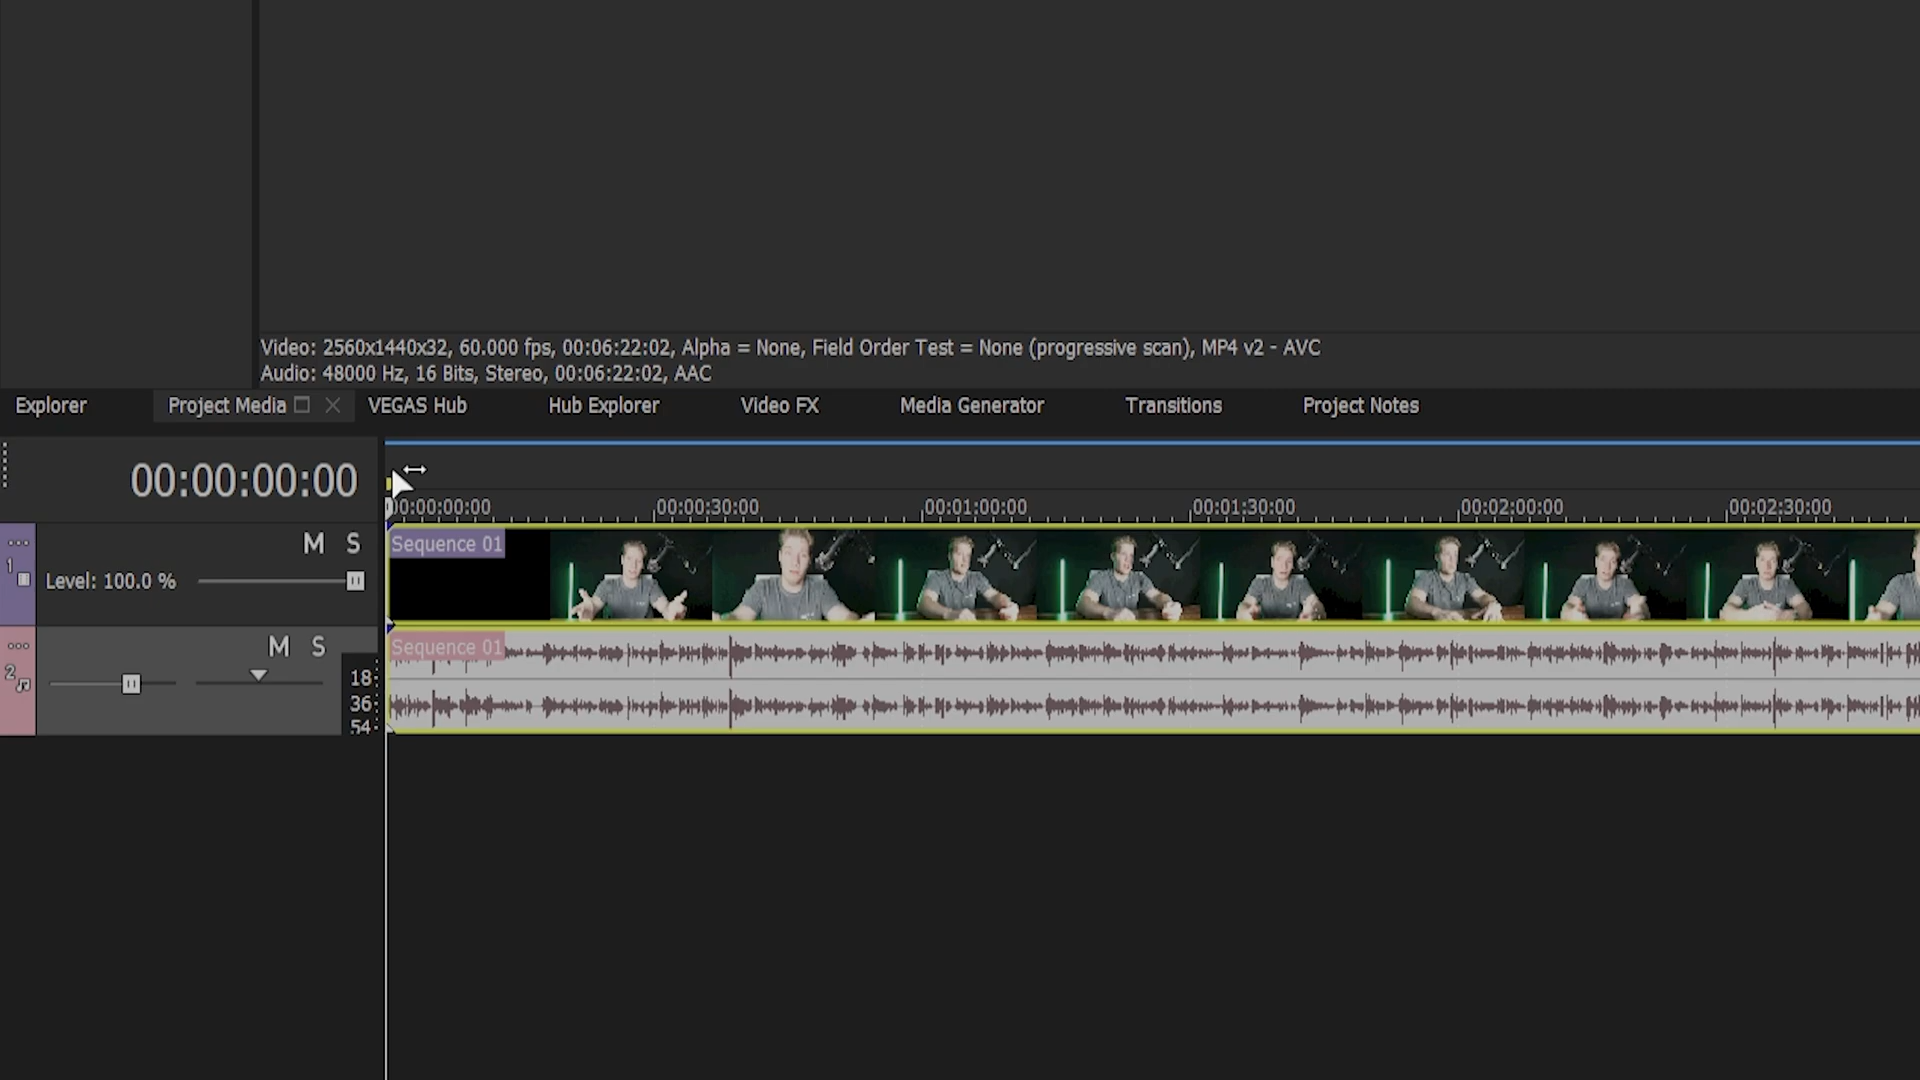 Video: 2560x1440x32, 60.000 fps, 00:06:22:02, Alpha = None, Field Order Test = None (progressive scan), MP4 v2 - AVC
Audio: 48000 Hz, 16 Bits, Stereo, 00:06:22:02, AAC
Explorer Project Media VEGAS Hub Hub Explorer Video FX Media Generator Transitions Project Notes
00:00:00:00
00:00:00:00 00:00:30:00 00:01:00:00 00:01:30:00 00:02:00:00 00:02:30:00
M S
Sequence 01
1
Level: 100.0 %
M S
Sequence 01
2
18
36
54